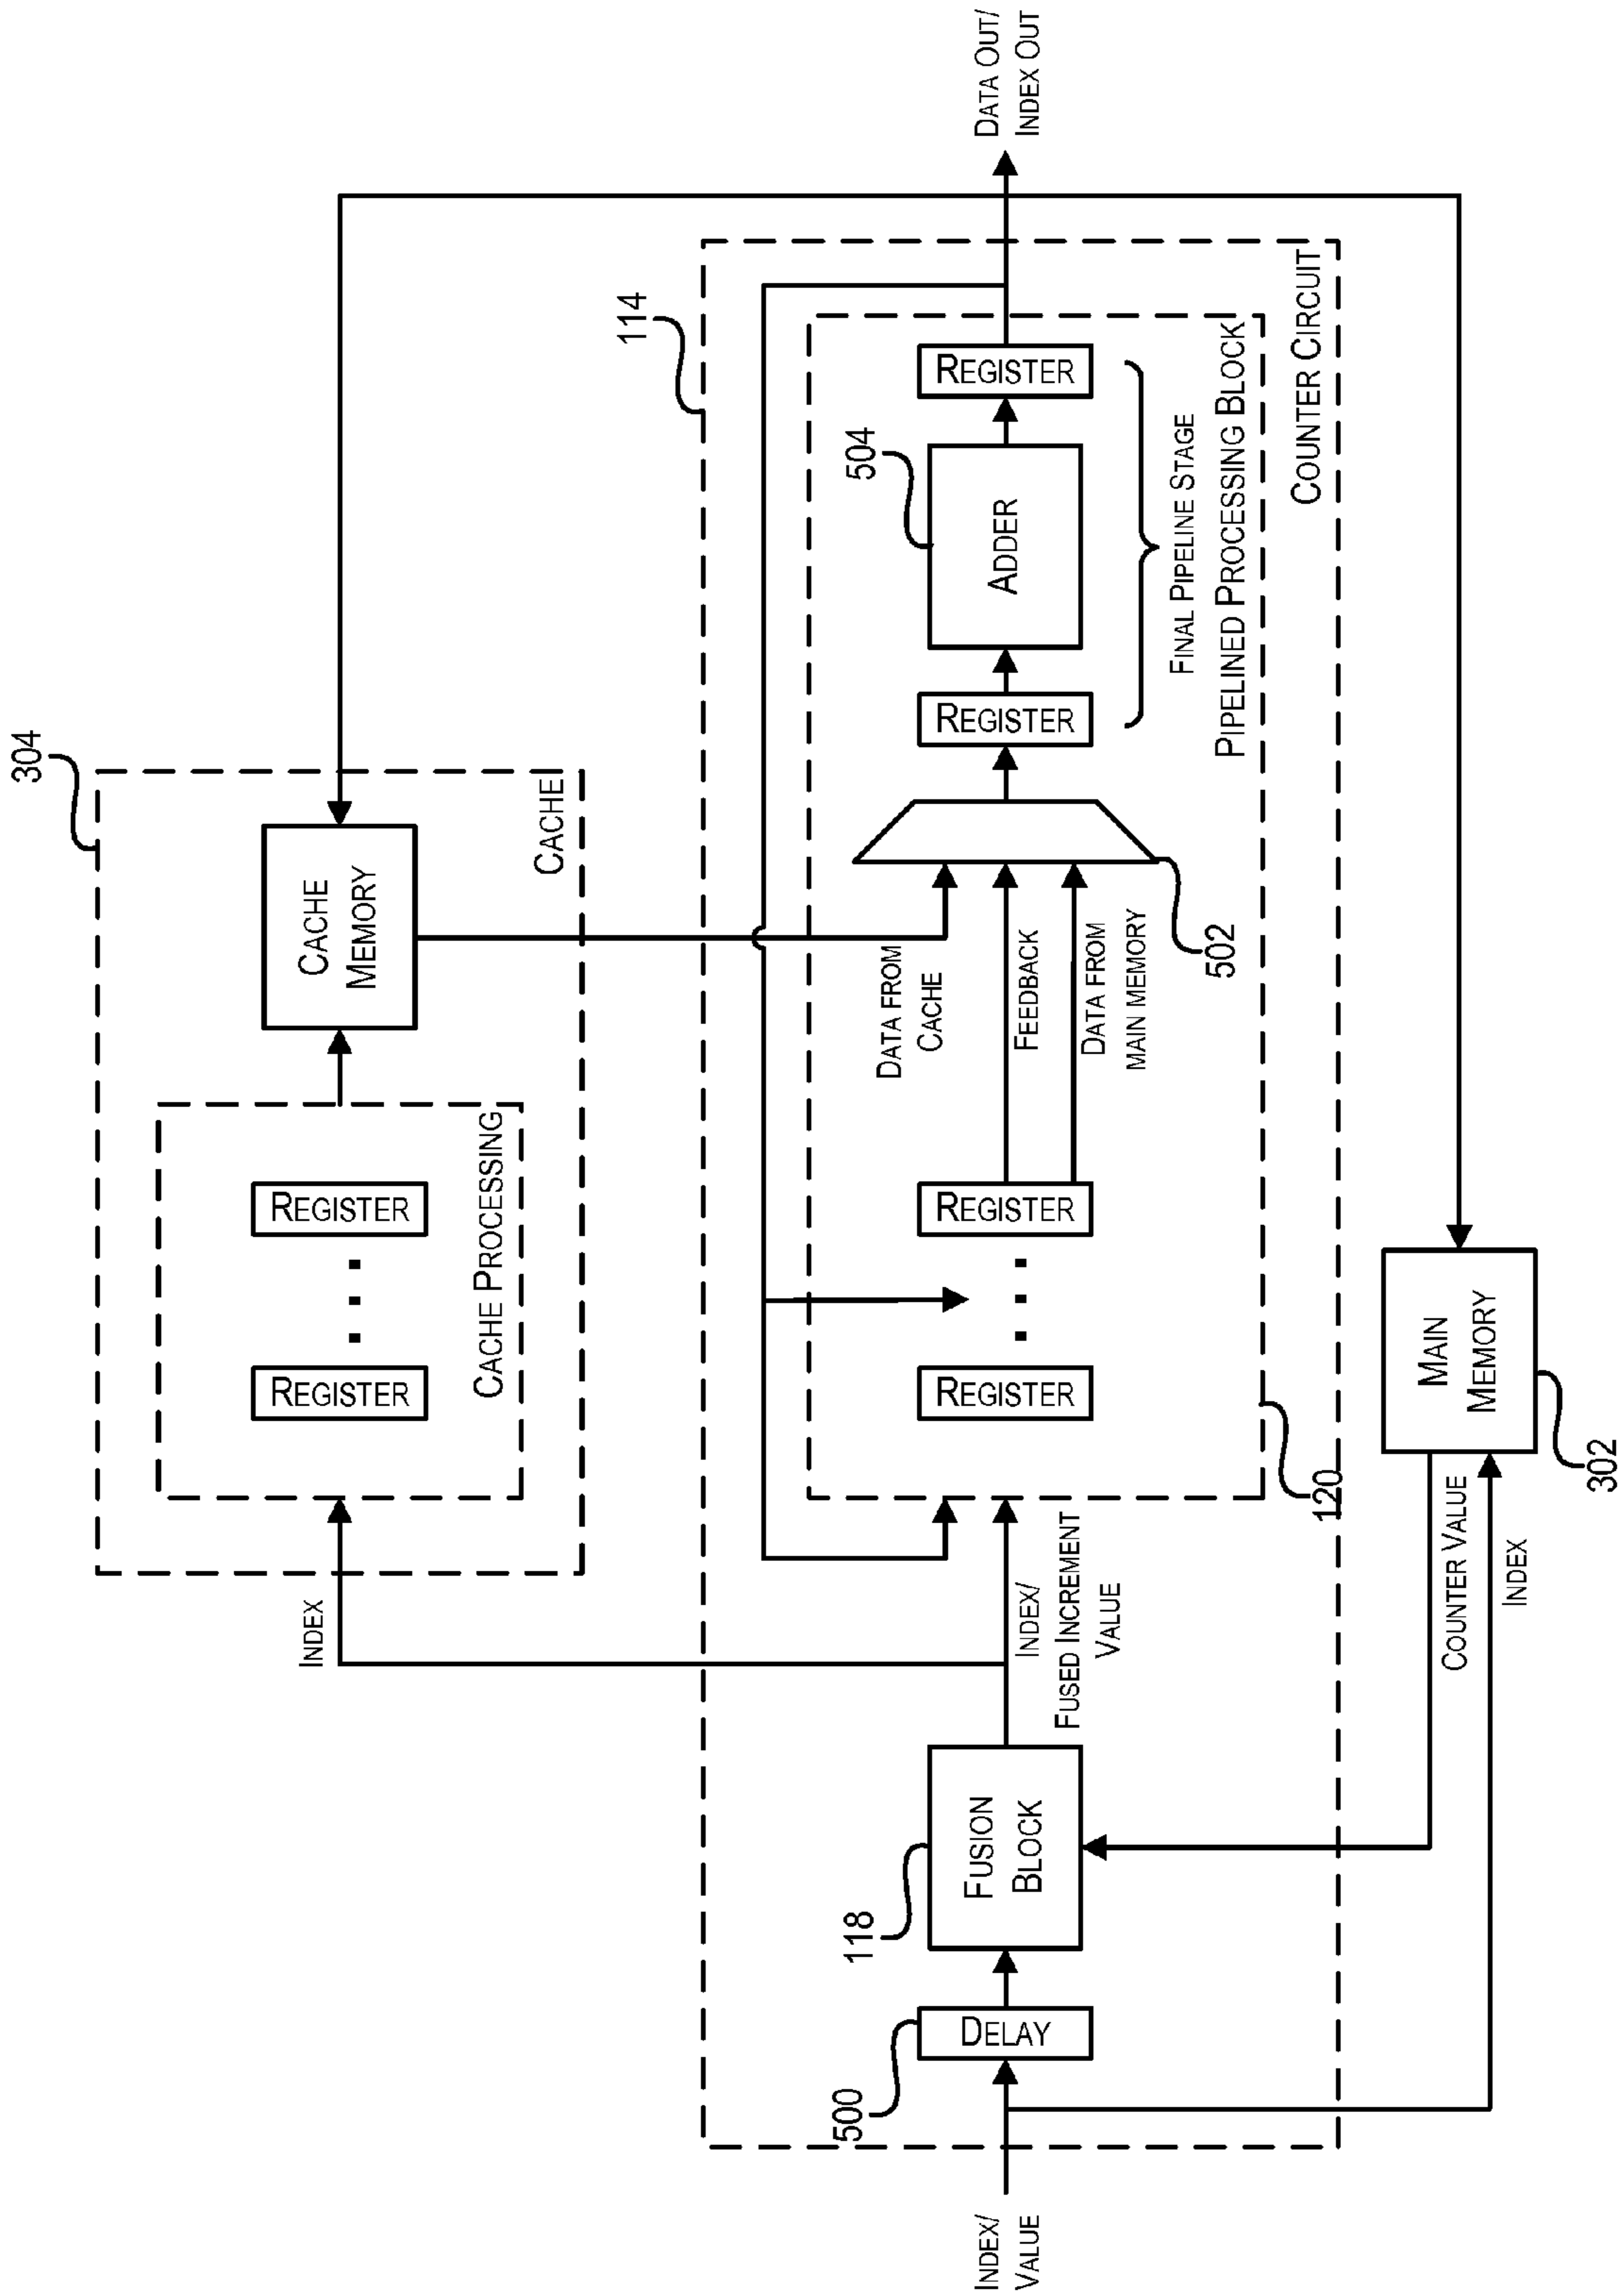 304
CACHE
CACHE PROCESSING
REGISTER
REGISTER
CACHE
MEMORY
INDEX
114
COUNTER CIRCUIT
PIPELINED PROCESSING BLOCK
INDEX/
VALUE
500
DELAY
118
FUSION
BLOCK
INDEX/
FUSED INCREMENT
VALUE
REGISTER
REGISTER
DATA FROM
CACHE
FEEDBACK
DATA FROM
MAIN MEMORY
502
REGISTER
504
ADDER
REGISTER
FINAL PIPELINE STAGE
DATA OUT/
INDEX OUT
120
COUNTER VALUE
INDEX
MAIN
MEMORY
302